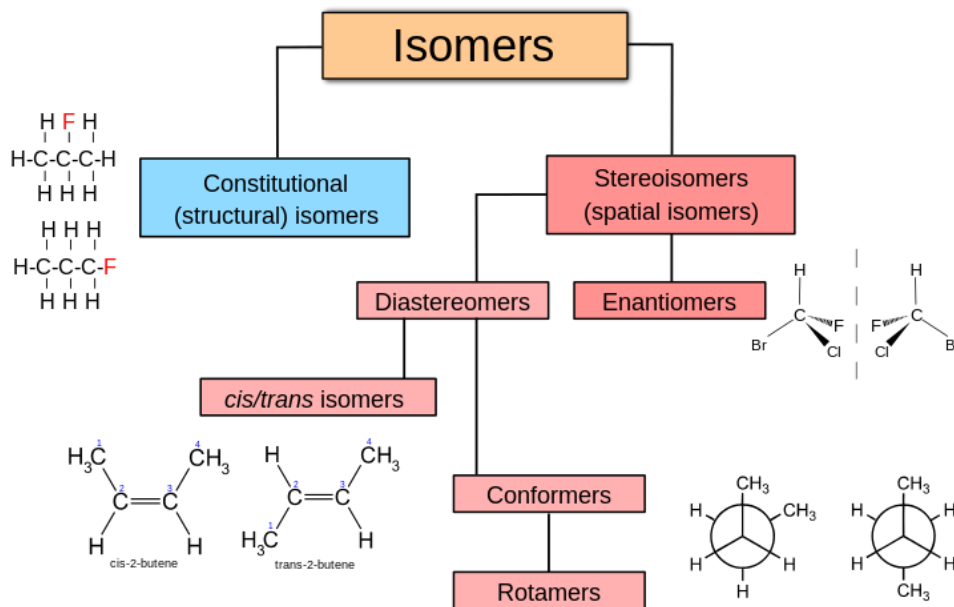 Isomers
H F H
H-C-C-C-H
H H H
Constitutional
(structural) isomers
Stereoisomers
(spatial isomers)
H H H
H-C-C-C-F
H H H
Diastereomers
Enantiomers
H
C
F
Br
Cl
H
F
C
Cl
cis/trans isomers
1
H3C
4
CH3
2
C
3
C
H
H
cis-2-butene
H
4
CH3
2
C
3
C
1
H3C
H
trans-2-butene
Conformers
Rotamers
CH3
H
CH3
H
H
H
CH3
H
H
H
H
CH3